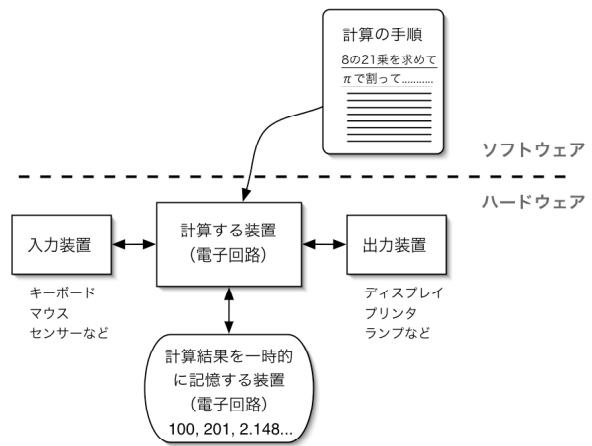 計算の手順
8の21乗を求めて
πで割って...........
ソフトウェア
ハードウェア
入力装置
計算する装置
（電子回路）
出力装置
キーボード
マウス
センサーなど
ディスプレイ
プリンタ
ランプなど
計算結果を一時的
に記憶する装置
（電子回路）
100, 201, 2.148...